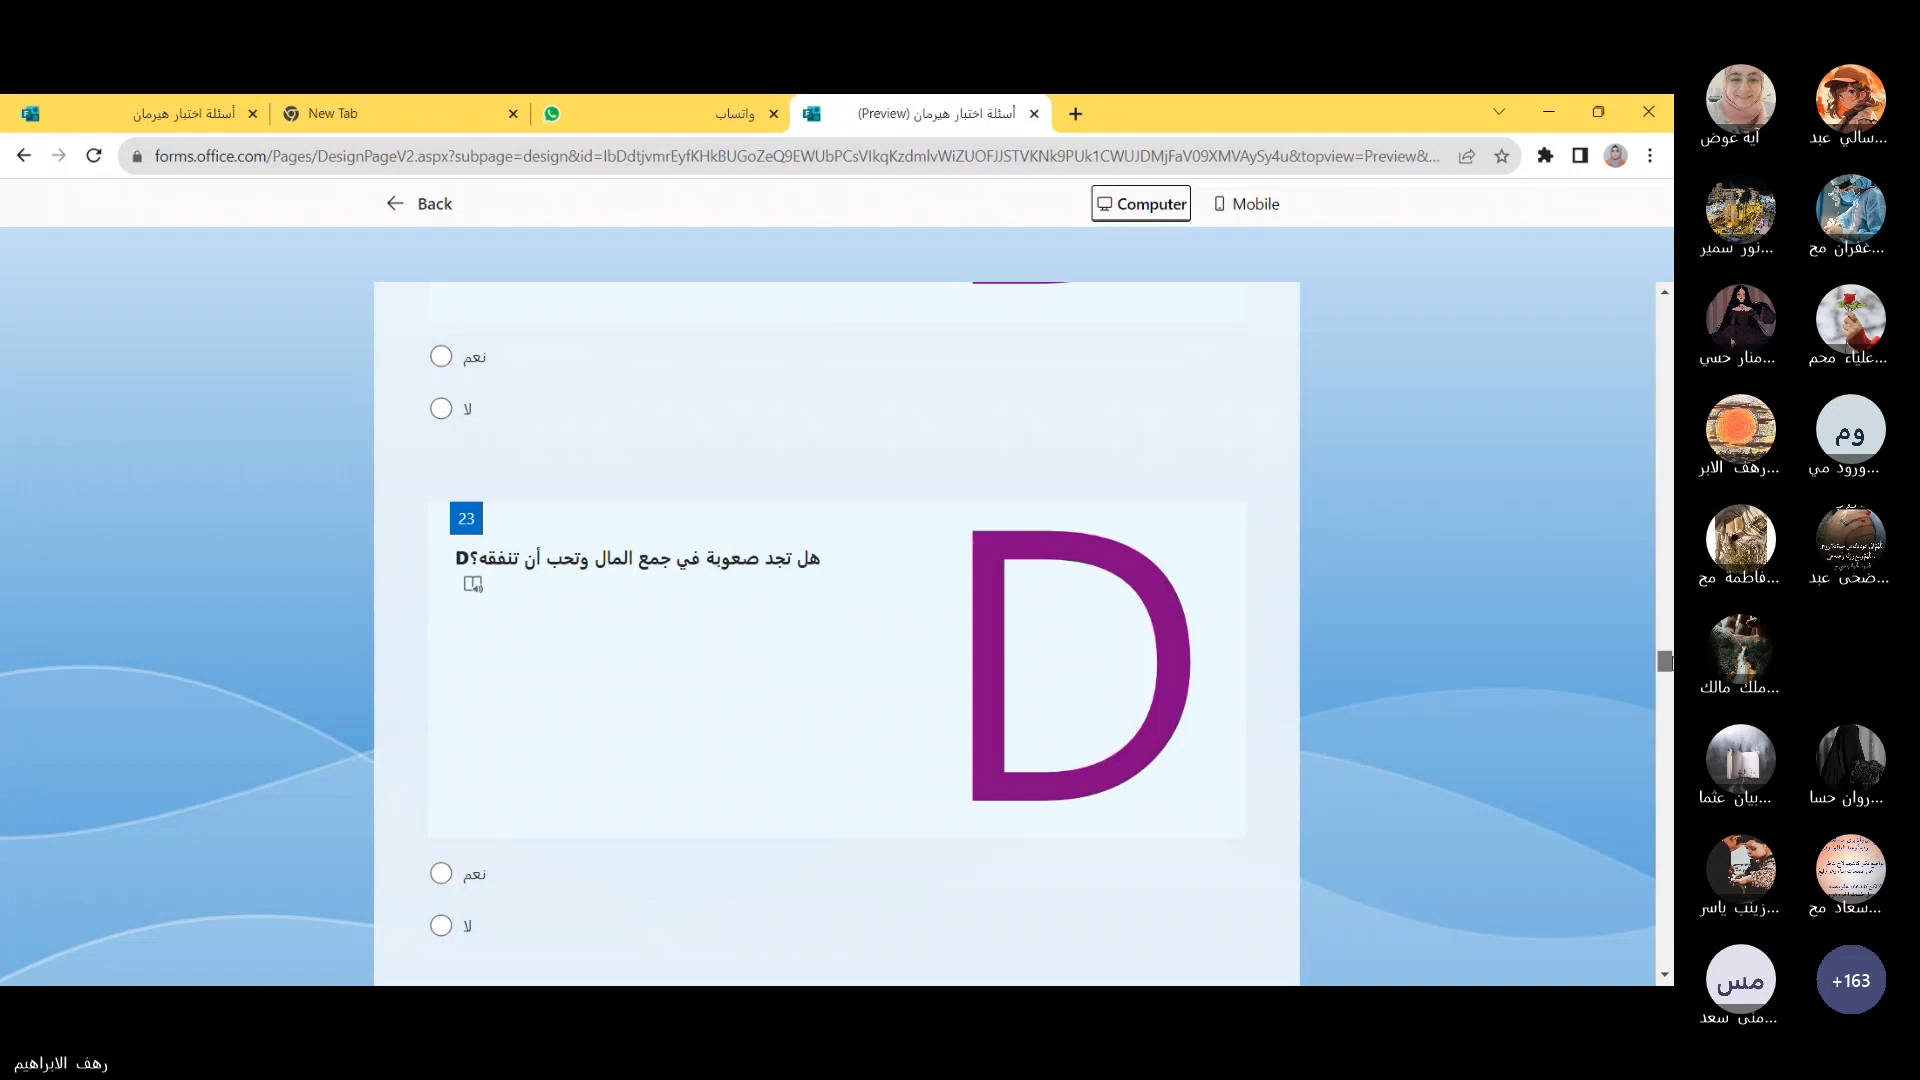 أسئلة اختبار هيرمان
New Tab
واتساب
أسئلة اختبار هيرمان (Preview)
forms.office.com/Pages/DesignPageV2.aspx?subpage=design&id=IbDdtjvmrEyfKHkBUGoZeQ9EWUbPCsVIkqKzdmlvWiZUOFJJSTVKNk9PUk1CWUJDMjFaV09XMVAySy4u&topview=Preview&...
Back
Computer
Mobile
نعم
لا
23
هل تجد صعوبة في جمع المال وتحب أن تنفقه؟D
D
نعم
لا
آية عوض
سالي عبد...
نور سمير...
غفران مح...
منار حسي...
علياء محم...
رهف الابر...
وم
ورود مي...
فاطمة مح...
ضحى عبد...
ملك مالك...
بيان عثما...
روان حسا...
زينب ياسر...
سعاد مح...
مس
منى سعد...
+163
رهف الابراهيم